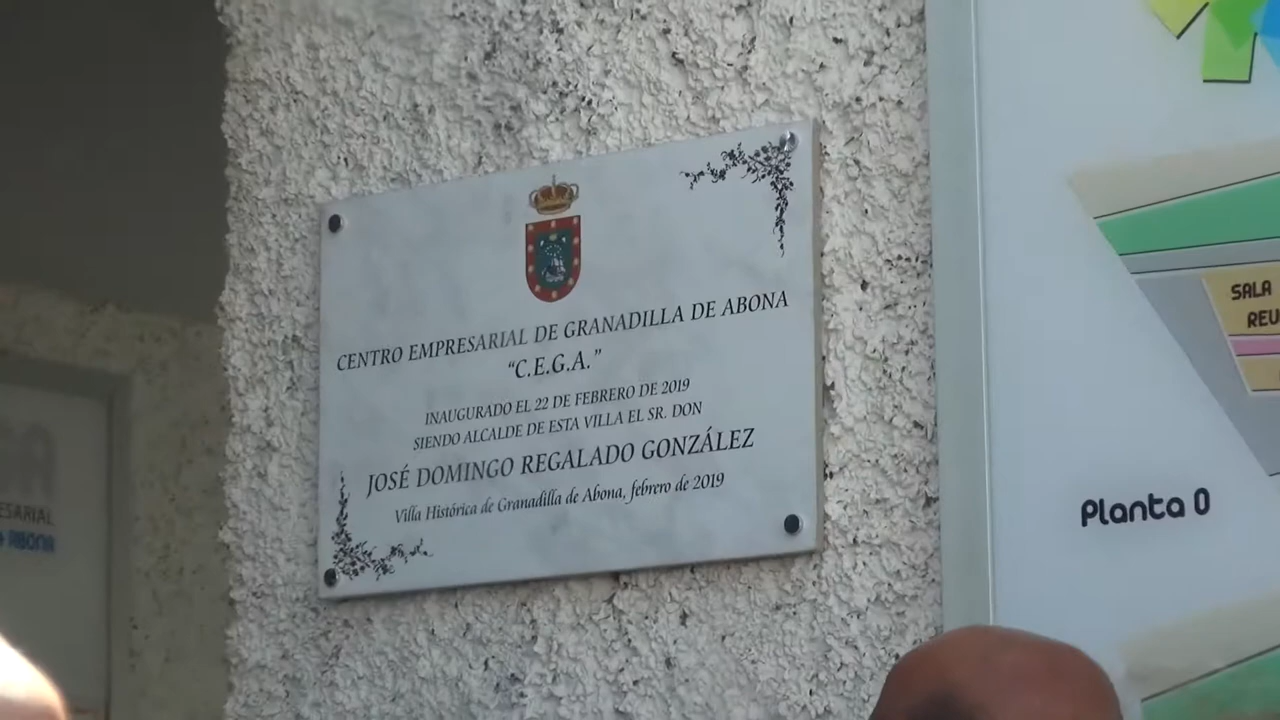 CENTRO EMPRESARIAL DE GRANADILLA DE ABONA
“C.E.G.A.”
INAUGURADO EL 22 DE FEBRERO DE 2019
SIENDO ALCALDE DE ESTA VILLA EL SR. DON
JOSÉ DOMINGO REGALADO GONZÁLEZ
Villa Histórica de Granadilla de Abona, febrero de 2019
SALA
REU
Planta 0
ESARIAL
ABONA